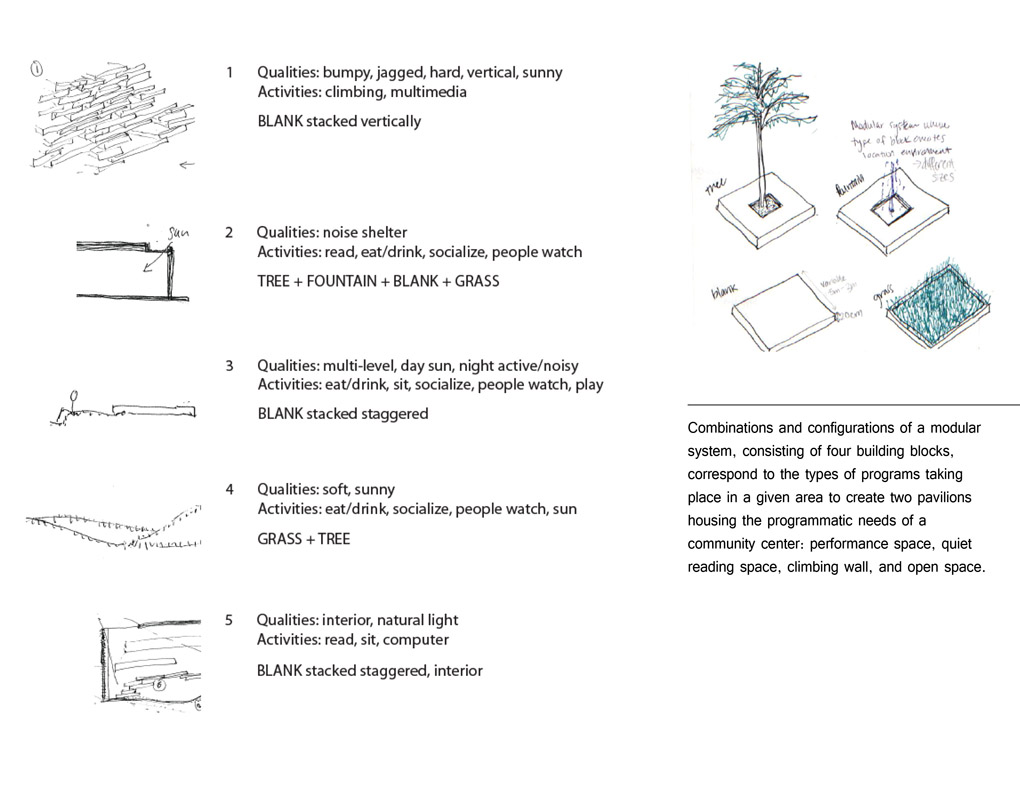 1
1 Qualities: bumpy, jagged, hard, vertical, sunny
Activities: climbing, multimedia
BLANK stacked vertically
sun
2 Qualities: noise shelter
Activities: read, eat/drink, socialize, people watch
TREE + FOUNTAIN + BLANK + GRASS
3 Qualities: multi-level, day sun, night active/noisy
Activities: eat/drink, sit, socialize, people watch, play
BLANK stacked staggered
4 Qualities: soft, sunny
Activities: eat/drink, socialize, people watch, sun
GRASS + TREE
5 Qualities: interior, natural light
Activities: read, sit, computer
BLANK stacked staggered, interior
6
Modular system where
type of block creates
location environment
→ different
sizes
tree
fountain
blank
variable
20cm
grass
Combinations and configurations of a modular
system, consisting of four building blocks,
correspond to the types of programs taking
place in a given area to create two pavilions
housing the programmatic needs of a
community center: performance space, quiet
reading space, climbing wall, and open space.